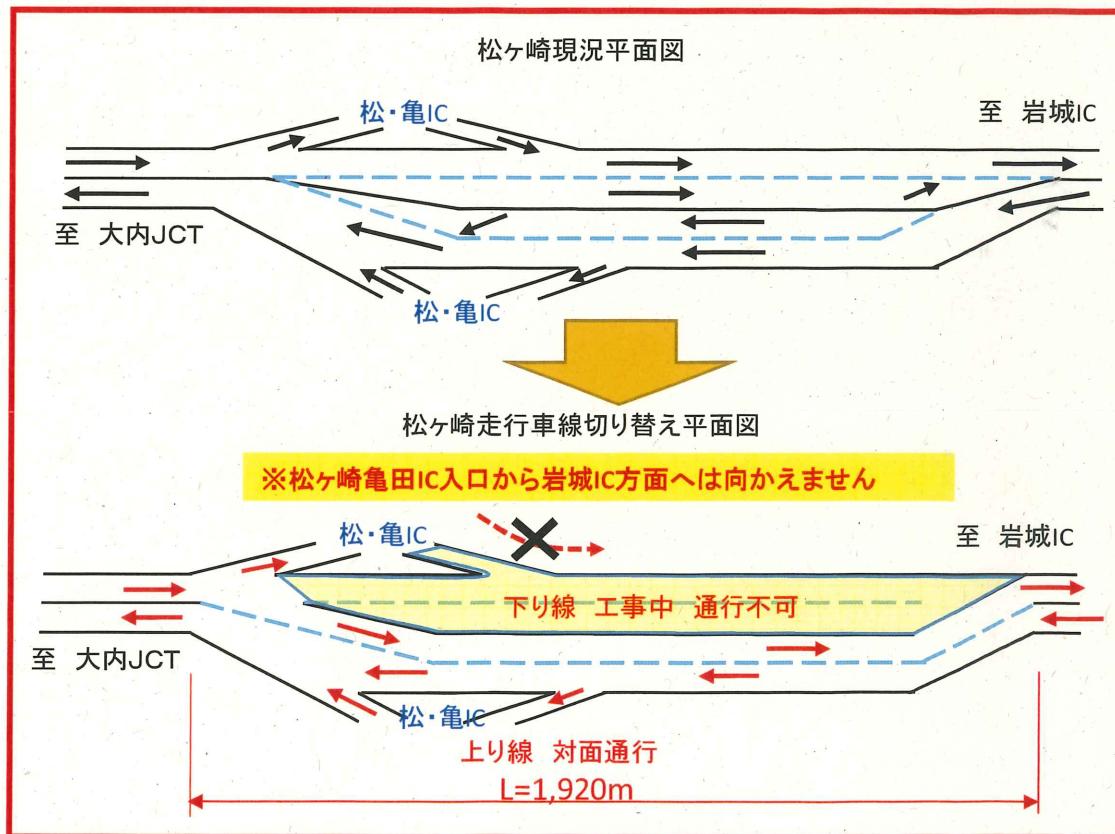 松ヶ崎現況平面図
松・亀IC
至 岩城IC
至 大内JCT
松・亀IC
松ヶ崎走行車線切り替え平面図
※松ヶ崎亀田IC入口から岩城IC方面へは向かえません
松・亀IC
至 岩城IC
下り線 工事中 通行不可
至 大内JCT
松・亀IC
上り線 対面通行
L=1,920m